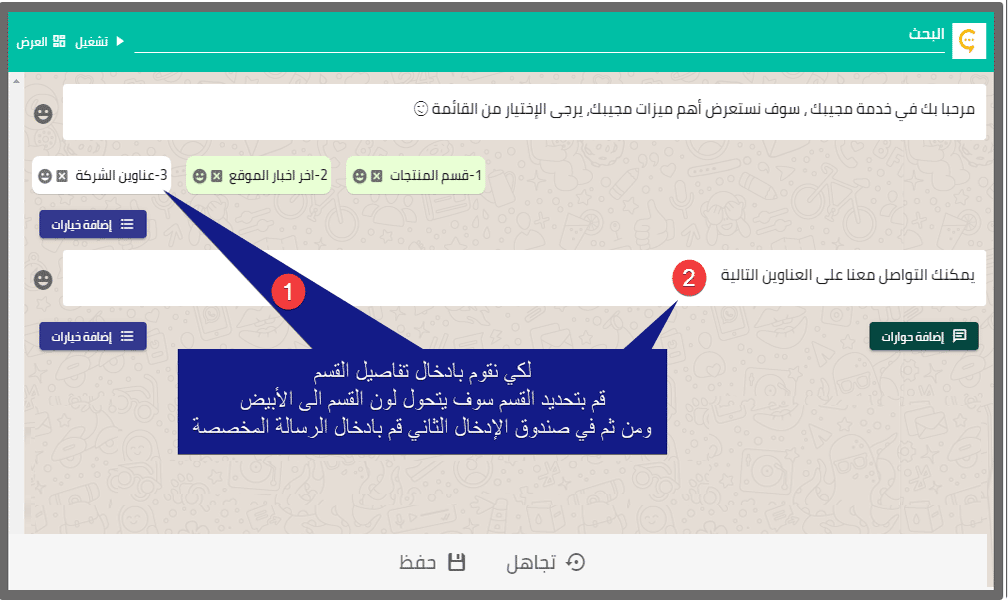 البحث
تشغيل
العرض
مرحبا بك في خدمة مجيبك , سوف نستعرض أهم ميزات مجيبك, يرجى الإختيار من القائمة
1-قسم المنتجات
2-اخر اخبار الموقع
3-عناوين الشركة
إضافة خيارات
يمكنك التواصل معنا على العناوين التالية
2
1
إضافة حوارات
إضافة خيارات
لكي نقوم بادخال تفاصيل القسم
قم بتحديد القسم سوف يتحول لون القسم الى الأبيض
ومن ثم في صندوق الإدخال الثاني قم بادخال الرسالة المخصصة
تجاهل
حفظ